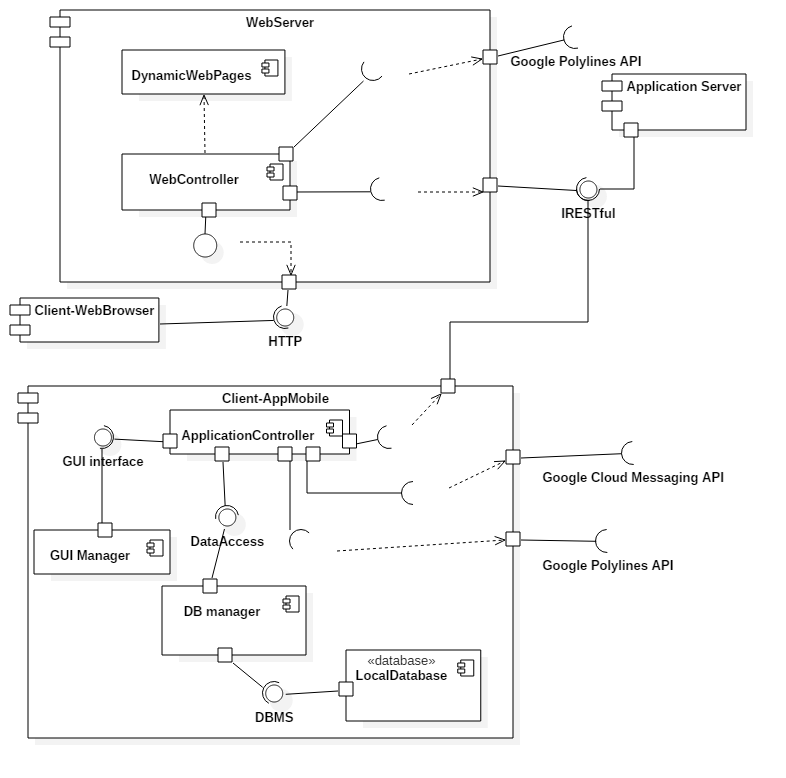 WebServer
Google Polylines API
DynamicWebPages
Application Server
WebController
IRESTful
Client-WebBrowser
HTTP
Client-AppMobile
ApplicationController
GUI interface
Google Cloud Messaging API
DataAccess
GUI Manager
Google Polylines API
DB manager
«database»
LocalDatabase
DBMS